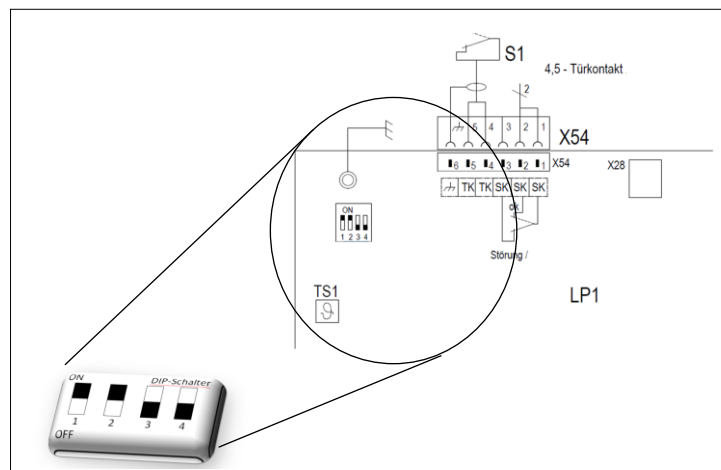 S1
4,5 - Türkontakt
2
5 4 3 2 1
X54
6 5 4 3 2 1
X54
X28
TK TK SK SK SK
ok
ON
1 2 3 4
Störung /
TS1
LP1
ON
DIP-Schalter
1 2 3 4
OFF